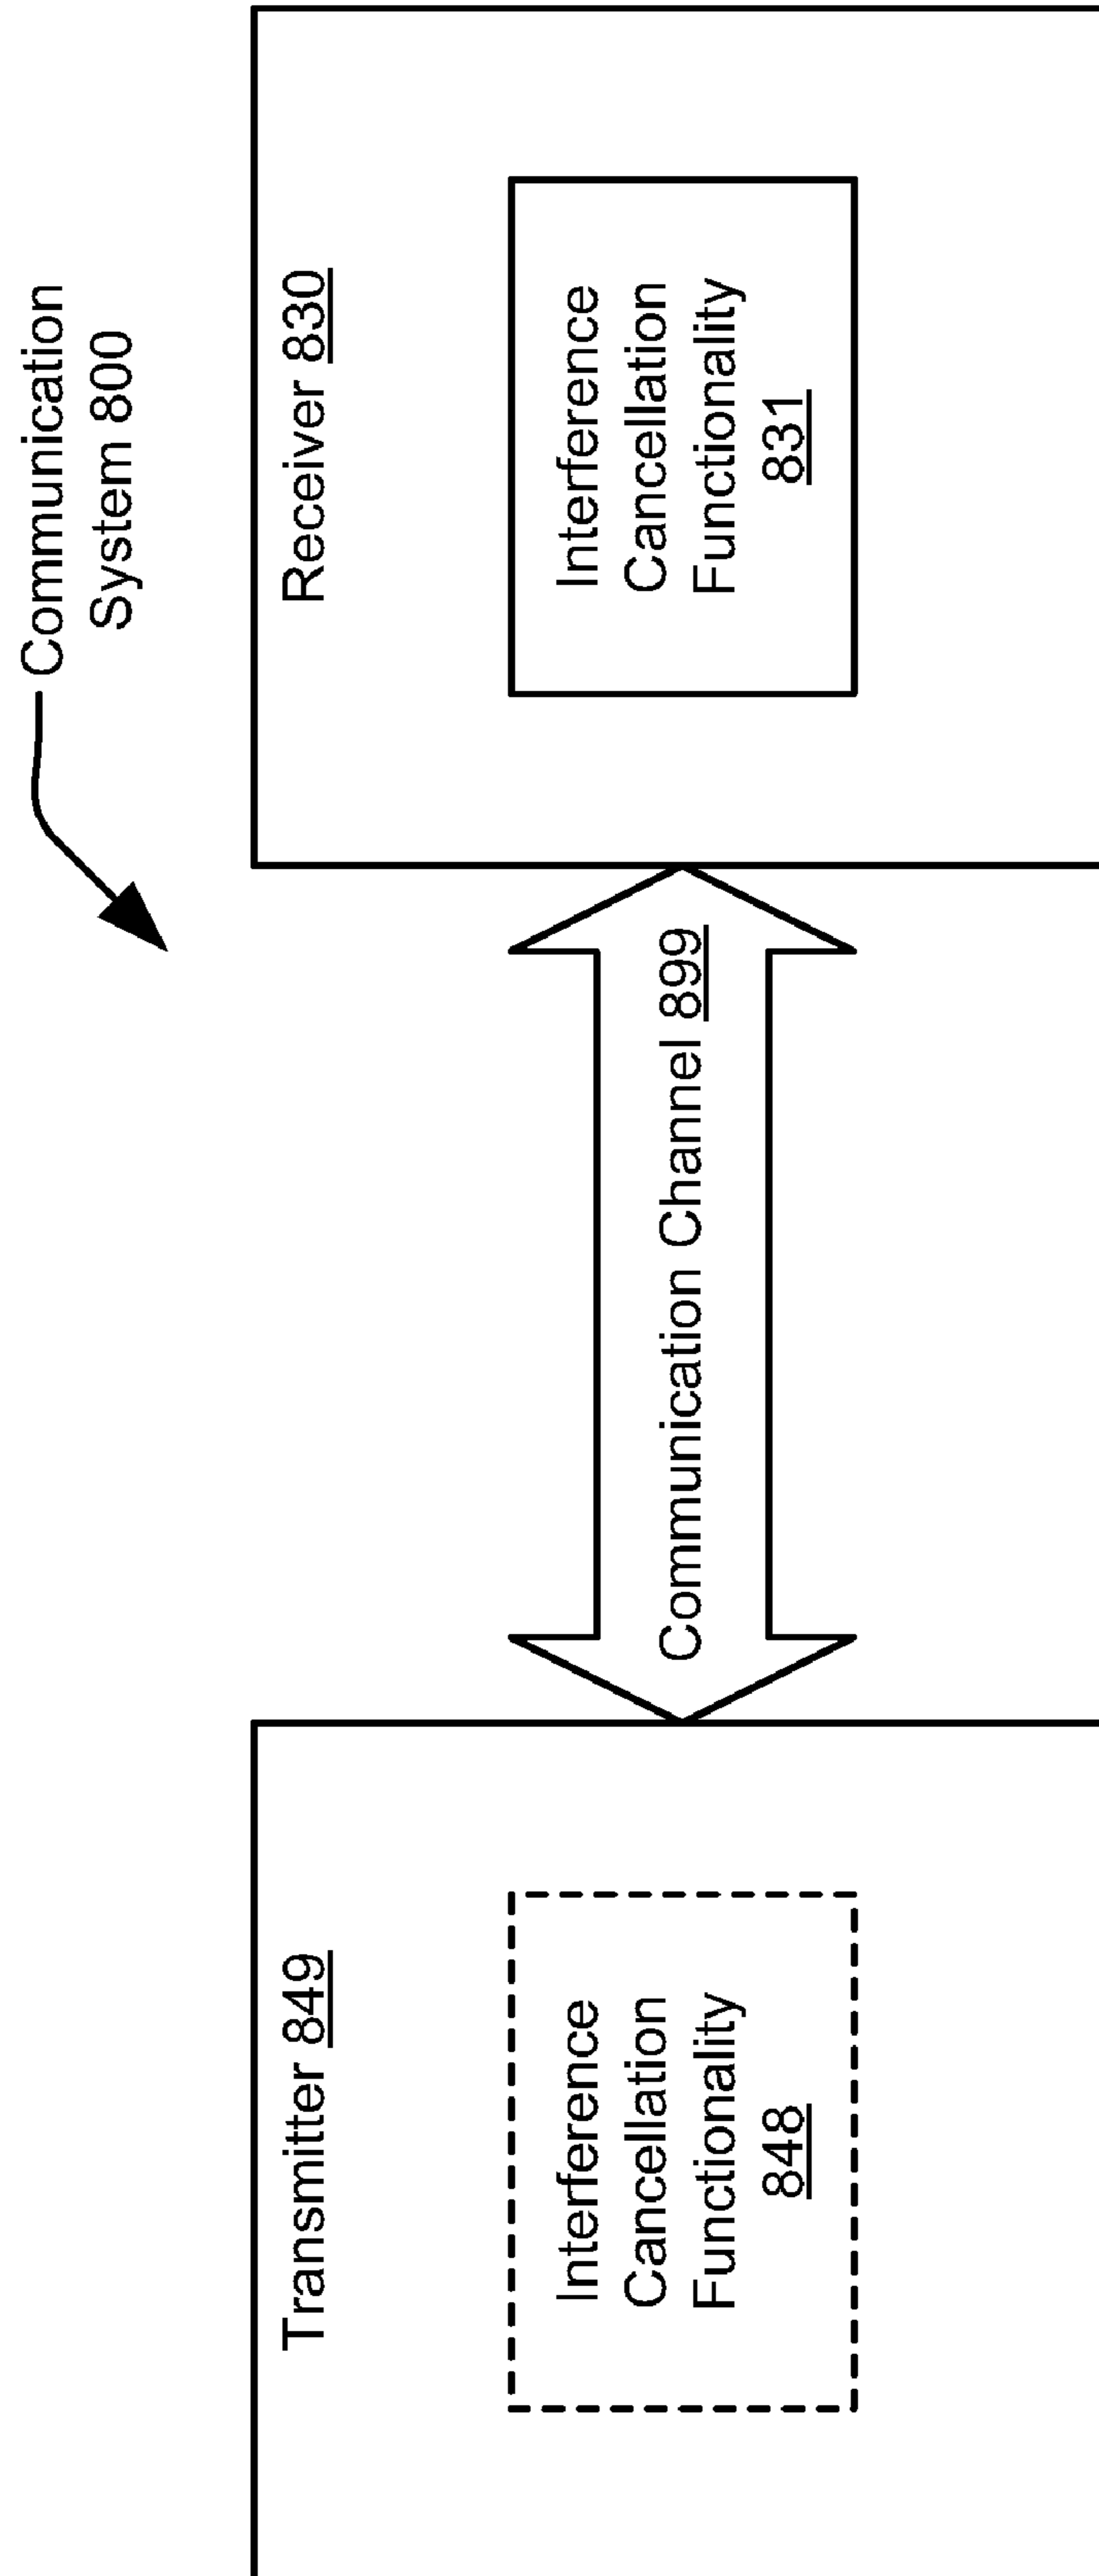 Communication
System 800
Transmitter 849
Interference
Cancellation
Functionality
848
Communication Channel 899
Receiver 830
Interference
Cancellation
Functionality
831